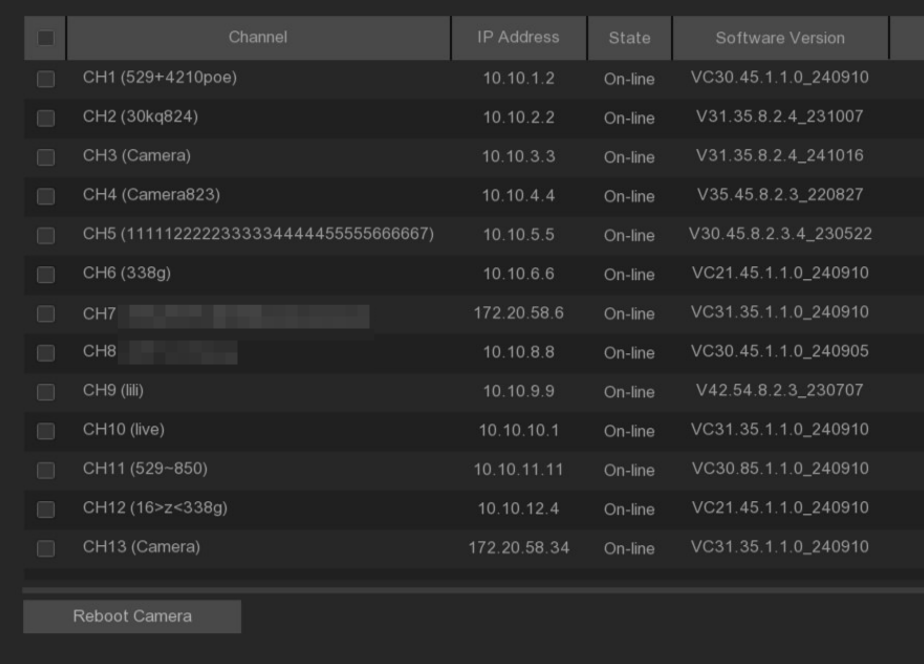 Channel IP Address State Software Version
CH1 (529+4210poe) 10.10.1.2 On-line VC30.45.1.1.0_240910
CH2 (30kq824) 10.10.2.2 On-line V31.35.8.2.4_231007
CH3 (Camera) 10.10.3.3 On-line V31.35.8.2.4_241016
CH4 (Camera823) 10.10.4.4 On-line V35.45.8.2.3_220827
CH5 (1111122222333334444455555666667) 10.10.5.5 On-line V30.45.8.2.3.4_230522
CH6 (338g) 10.10.6.6 On-line VC21.45.1.1.0_240910
CH7 172.20.58.6 On-line VC31.35.1.1.0_240910
CH8 10.10.8.8 On-line VC30.45.1.1.0_240905
CH9 (lili) 10.10.9.9 On-line V42.54.8.2.3_230707
CH10 (live) 10.10.10.1 On-line VC31.35.1.1.0_240910
CH11 (529~850) 10.10.11.11 On-line VC30.85.1.1.0_240910
CH12 (16>z<338g) 10.10.12.4 On-line VC21.45.1.1.0_240910
CH13 (Camera) 172.20.58.34 On-line VC31.35.1.1.0_240910
Reboot Camera